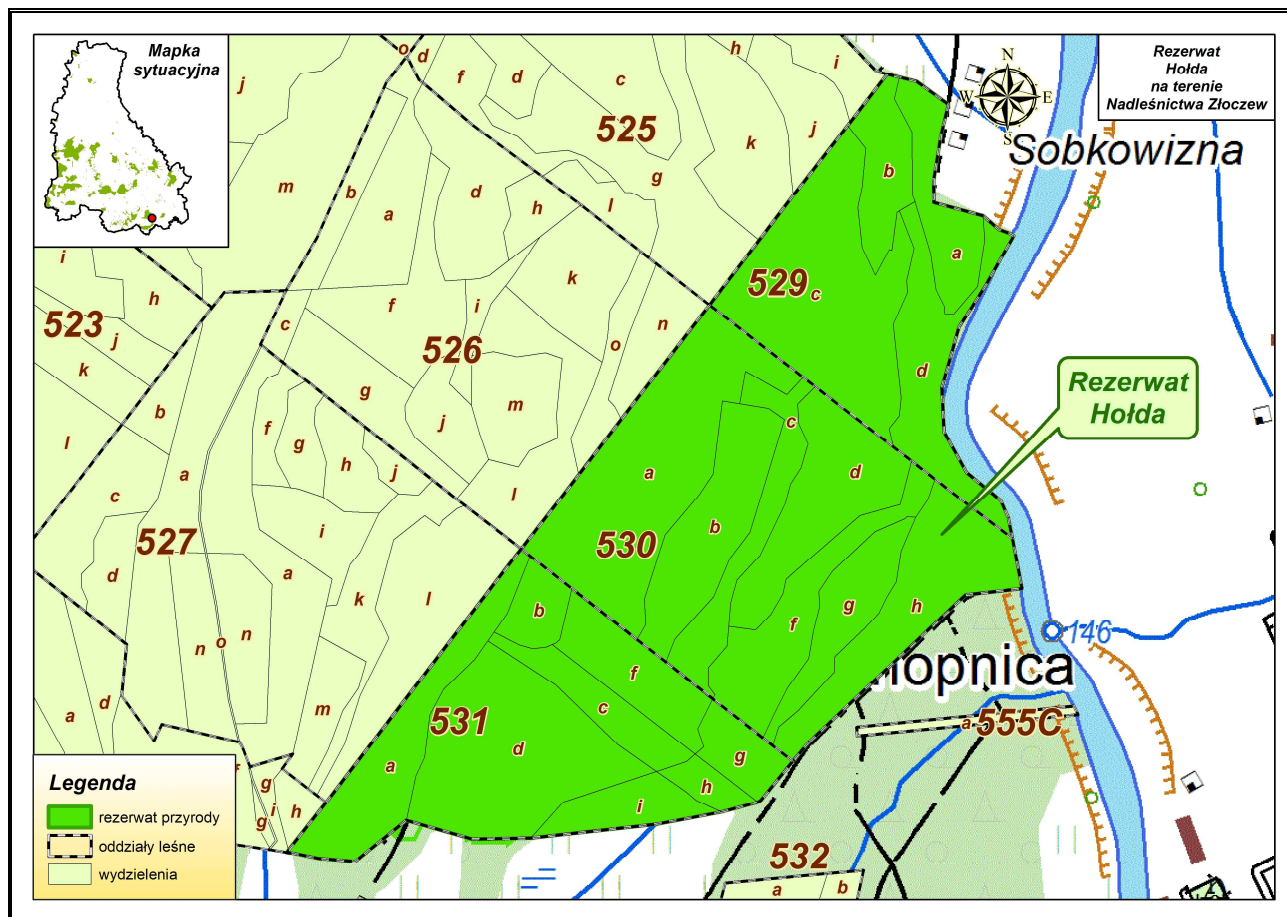 Mapka
sytuacyjna
Rezerwat
Hołda
na terenie
Nadleśnictwa Złoczew
N
W E
S
Sobkowizna
o d f d c h i
j
525
k j
g
m b a d h l
b
a
i
h
523
j
k
c
f i k n
526
o
529 c
g j m
d
Rezerwat
Hołda
b
l
a
c
f g h j
l
i
a
c
d
b
527
530
d
a
k l
b
g h
f
n o n
f
c
146
hopnica
a d
m
531
a 555C
a
d
g
h
i
f
g
i h
g
532
a b
Legenda
rezerwat przyrody
oddziały leśne
wydzielenia